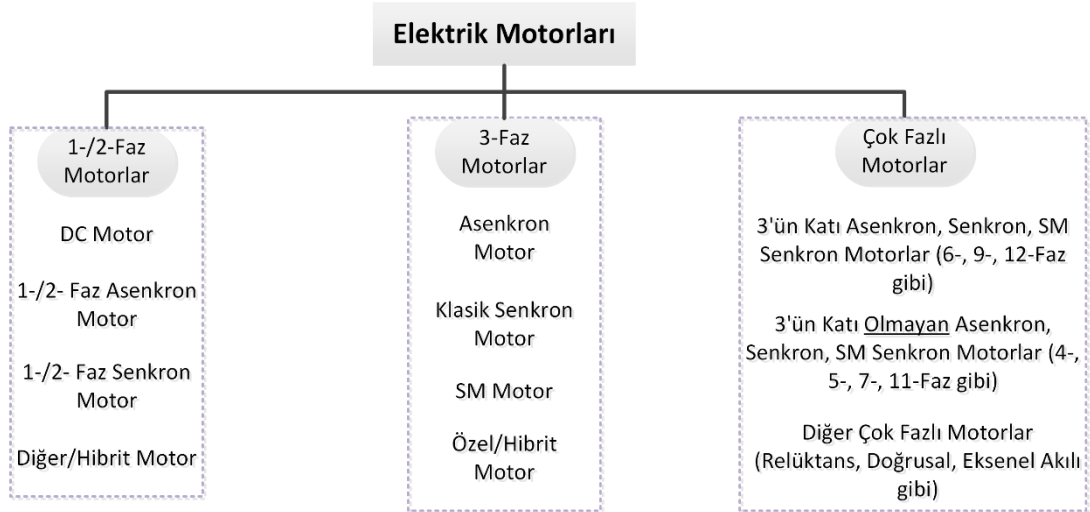 Elektrik Motorları
1-/2-Faz
Motorlar
DC Motor
1-/2- Faz Asenkron
Motor
1-/2- Faz Senkron
Motor
Diğer/Hibrit Motor
3-Faz
Motorlar
Asenkron
Motor
Klasik Senkron
Motor
SM Motor
Özel/Hibrit
Motor
Çok Fazlı
Motorlar
3'ün Katı Asenkron, Senkron, SM
Senkron Motorlar (6-, 9-, 12-Faz
gibi)
3'ün Katı Olmayan Asenkron,
Senkron, SM Senkron Motorlar (4-,
5-, 7-, 11-Faz gibi)
Diğer Çok Fazlı Motorlar
(Relüktans, Doğrusal, Eksenel Akılı
gibi)